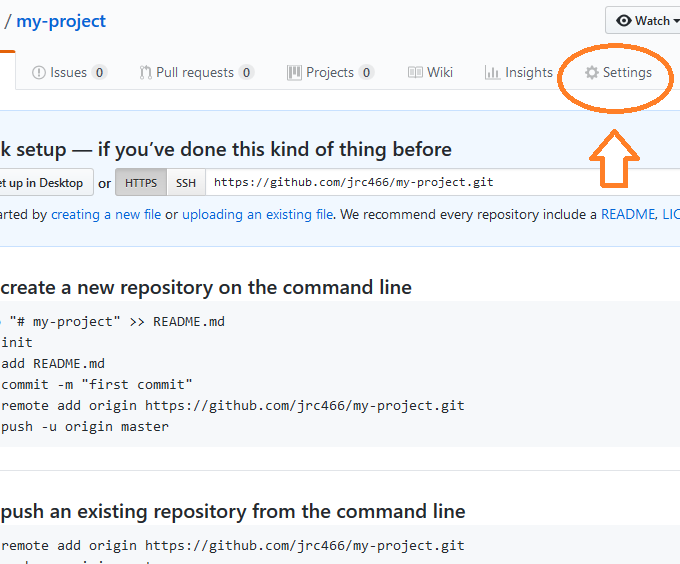 / my-project
Watch
Issues 0 Pull requests 0 Projects 0 Wiki Insights Settings
k setup — if you’ve done this kind of thing before
et up in Desktop or HTTPS SSH https://github.com/jrc466/my-project.git
arted by creating a new file or uploading an existing file. We recommend every repository include a README, LIC
create a new repository on the command line
"# my-project" >> README.md
init
add README.md
commit -m "first commit"
remote add origin https://github.com/jrc466/my-project.git
push -u origin master
push an existing repository from the command line
remote add origin https://github.com/jrc466/my-project.git